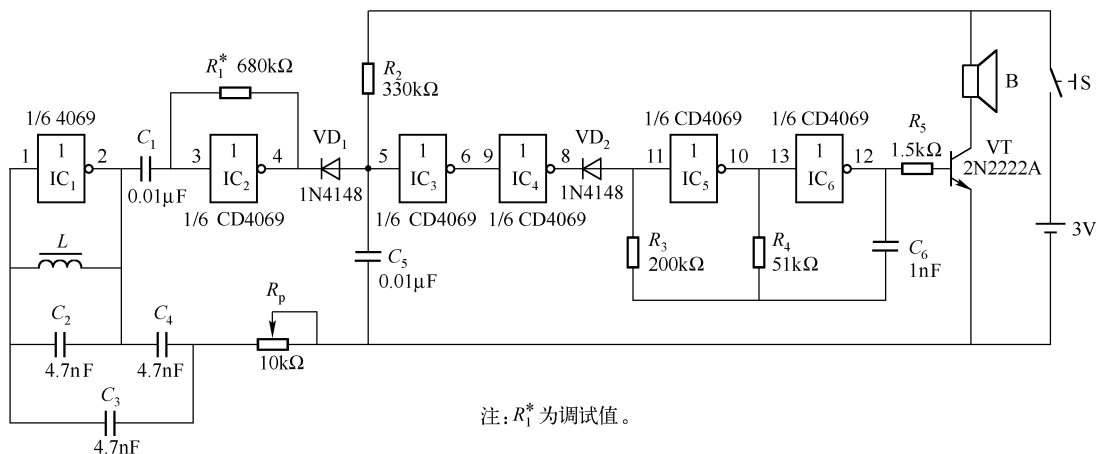 R₁* 680kΩ
R₂
330kΩ
B
S
1/6 4069
1/6 CD4069
1/6 CD4069
C₁
VD₁
VD₂
R₅
1.5kΩ
VT
2N2222A
1
2
3
4
5
6
9
8
11
10
13
12
1
IC₁
1
IC₂
1
IC₃
1
IC₄
1
IC₅
1
IC₆
0.01μF
1N4148
1N4148
1/6 CD4069
1/6 CD4069
1/6 CD4069
L
C₅
0.01μF
R₃
200kΩ
R₄
51kΩ
C₆
1nF
3V
Rp
10kΩ
C₂
4.7nF
C₄
4.7nF
C₃
4.7nF
注:R₁*为调试值。